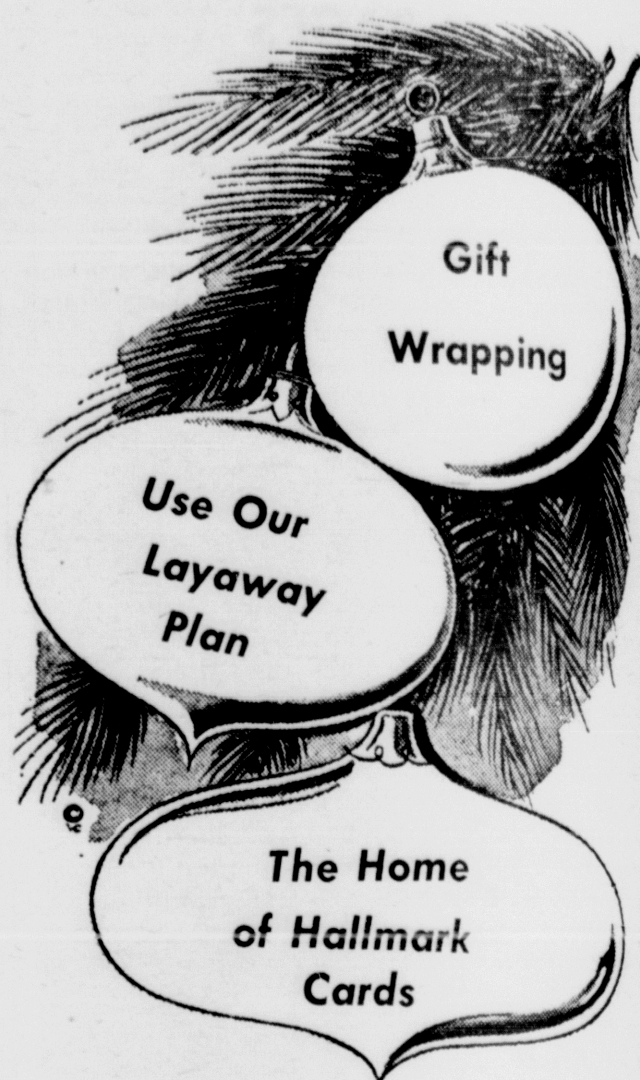 Gift
Wrapping
Use Our
Layaway
Plan
The Home
of Hallmark
Cards